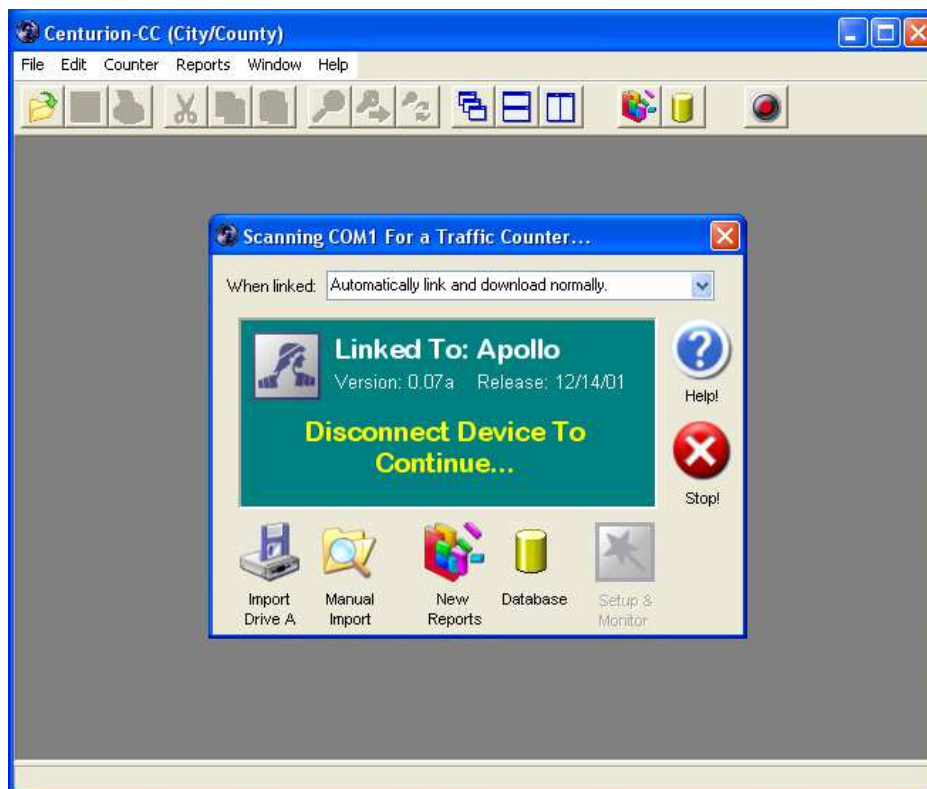 Centurion-CC (City/County)
File Edit Counter Reports Window Help
Scanning COM1 For a Traffic Counter...
When linked: Automatically link and download normally.
Linked To: Apollo
Version: 0.07a Release: 12/14/01
Disconnect Device To
Continue...
Help!
Stop!
Import Manual New Database Setup &
Drive A Import Reports Monitor